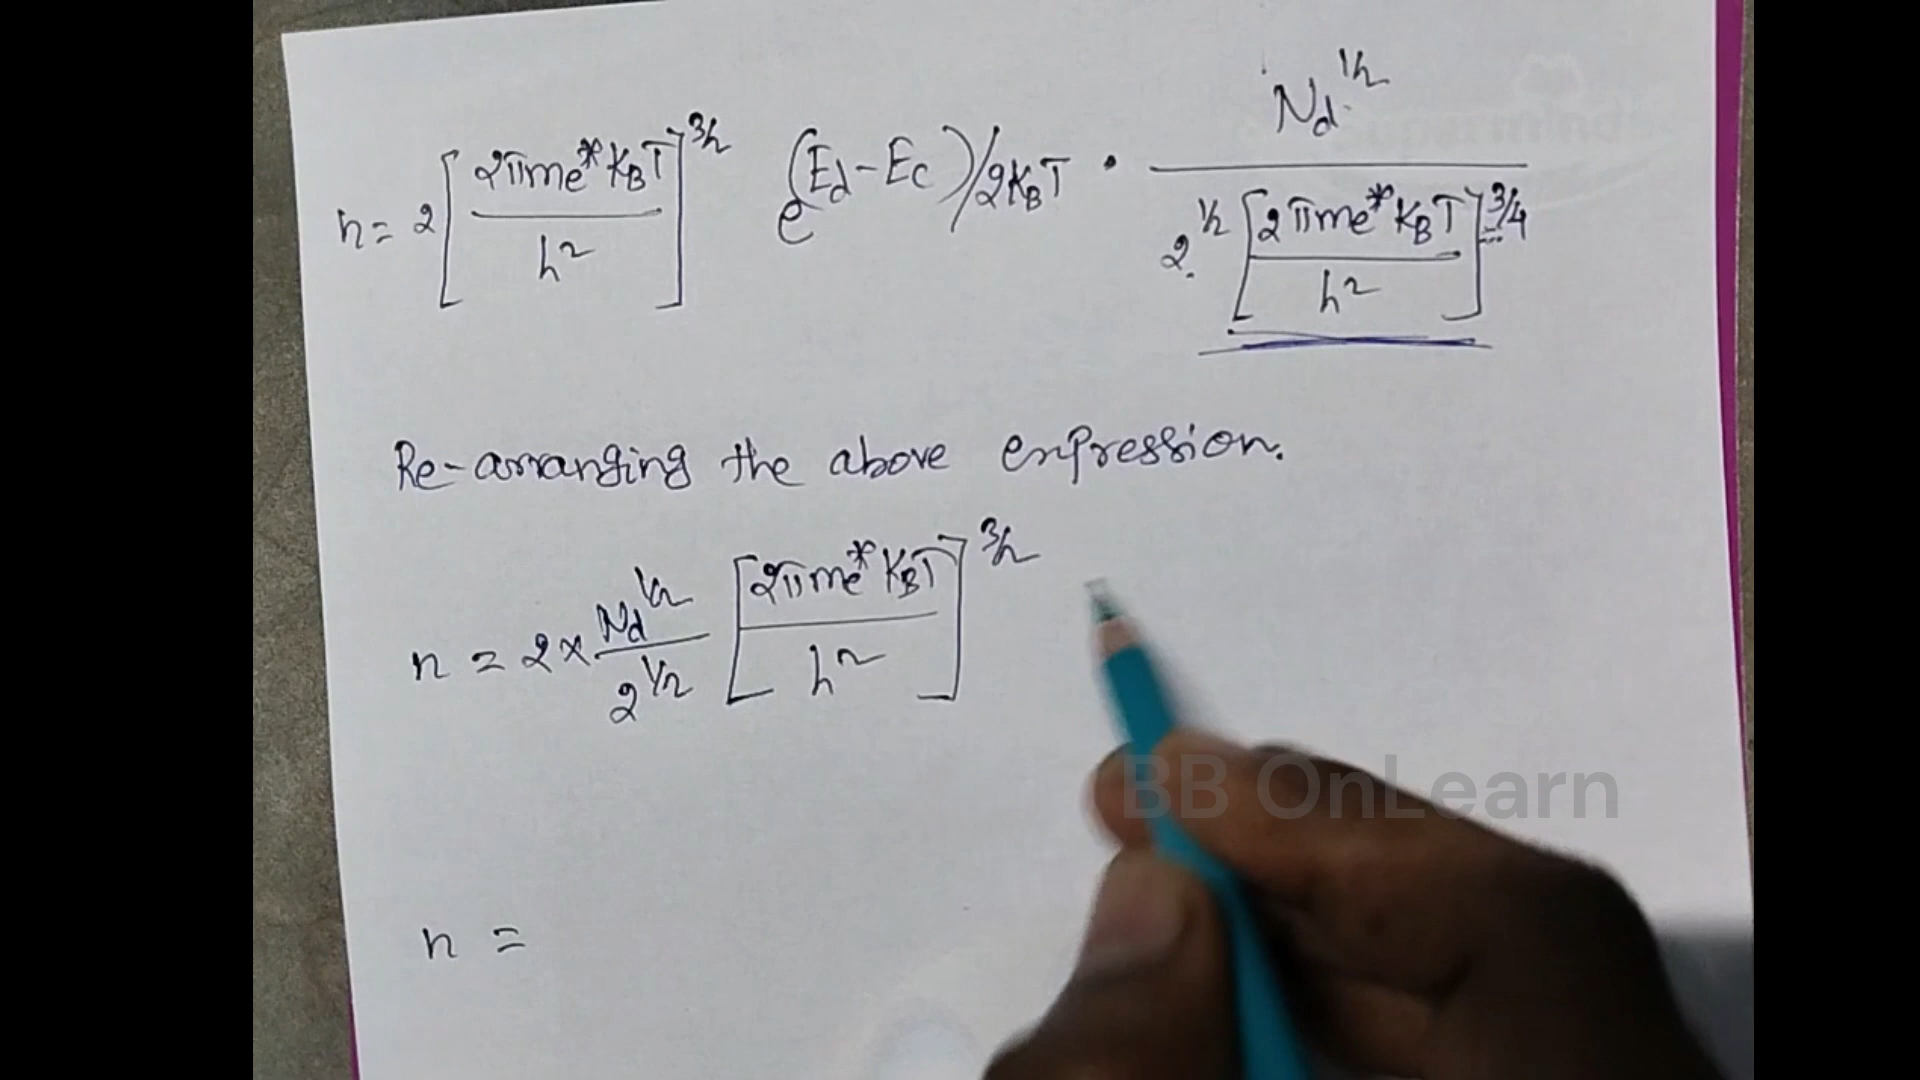 n = 2 [2πme*KBT / h²]^3/2 e^(Ed-Ec)/2KBT · Nd^1/2 / 2^1/2 [2πme*KBT / h²]^3/4
Re-arranging the above expression.
n = 2 × Nd^1/2 / 2^1/2 [2πme*KBT / h²]^3/2
BB OnLearn
n =